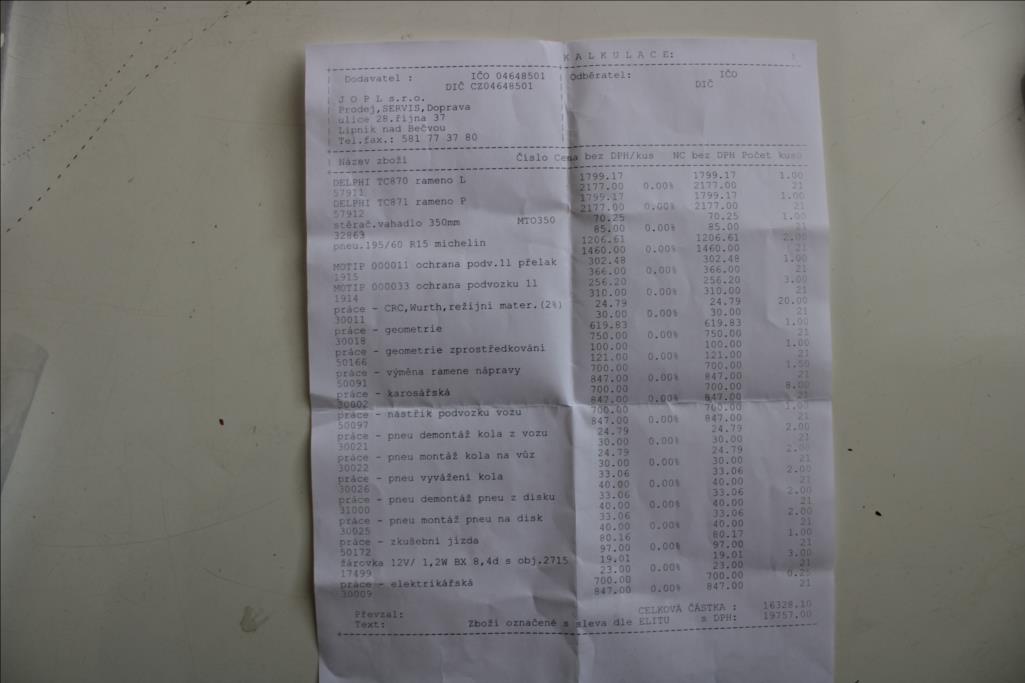 K A L K U L A C E:
Dodavatel : IČO 04648501 Odběratel: IČO
DIČ CZ04648501 DIČ
J O P L s.r.o.
Prodej,SERVIS,Doprava
ulice 28.října 37
Lipník nad Bečvou
Tel.fax.: 581 77 37 80
Název zboží Číslo Cena bez DPH/kus NC bez DPH Počet kusů
DELPHI TC870 rameno L 1799.17 1799.17 1.00
57911 2177.00 0.00% 2177.00 21
DELPHI TC871 rameno P 1799.17 1799.17 1.00
57912 2177.00 0.00% 2177.00 21
stěrač.vahadlo 350mm MTO350 70.25 70.25 1.00
32863 85.00 0.00% 85.00 21
pneu.195/60 R15 michelin 1206.61 1206.61 2.00
1460.00 0.00% 1460.00 21
MOTIP 000011 ochrana podv.1l přelak 302.48 302.48 1.00
1915 366.00 0.00% 366.00 21
MOTIP 000033 ochrana podvozku 1l 256.20 256.20 3.00
1914 310.00 0.00% 310.00 21
práce - CRC,Wurth,režijní mater.(2%) 24.79 24.79 20.00
30011 30.00 0.00% 30.00 21
práce - geometrie 619.83 619.83 1.00
30018 750.00 0.00% 750.00 21
práce - geometrie zprostředkování 100.00 100.00 1.00
50166 121.00 0.00% 121.00 21
práce - výměna ramene nápravy 700.00 700.00 1.50
50091 847.00 0.00% 847.00 21
práce - karosářská 700.00 700.00 8.00
30002 847.00 0.00% 847.00 21
práce - nástřik podvozku vozu 700.00 700.00 1.00
50097 847.00 0.00% 847.00 21
práce - pneu demontáž kola z vozu 24.79 24.79 2.00
30021 30.00 0.00% 30.00 21
práce - pneu montáž kola na vůz 24.79 24.79 2.00
30022 30.00 0.00% 30.00 21
práce - pneu vyvážení kola 33.06 33.06 2.00
30026 40.00 0.00% 40.00 21
práce - pneu demontáž pneu z disku 33.06 33.06 2.00
31000 40.00 0.00% 40.00 21
práce - pneu montáž pneu na disk 33.06 33.06 2.00
30025 40.00 0.00% 40.00 21
práce - zkušební jízda 80.16 80.17 1.00
50172 97.00 0.00% 97.00 21
žárovka 12V/ 1,2W BX 8,4d s obj.2715 19.01 19.01 3.00
17499 23.00 0.00% 23.00 21
práce - elektrikářská 700.00 700.00 0.25
30009 847.00 0.00% 847.00 21
Převzal: CELKOVÁ ČÁSTKA : 16328.10
Text: Zboží označené s sleva dle ELITU s DPH: 19757.00